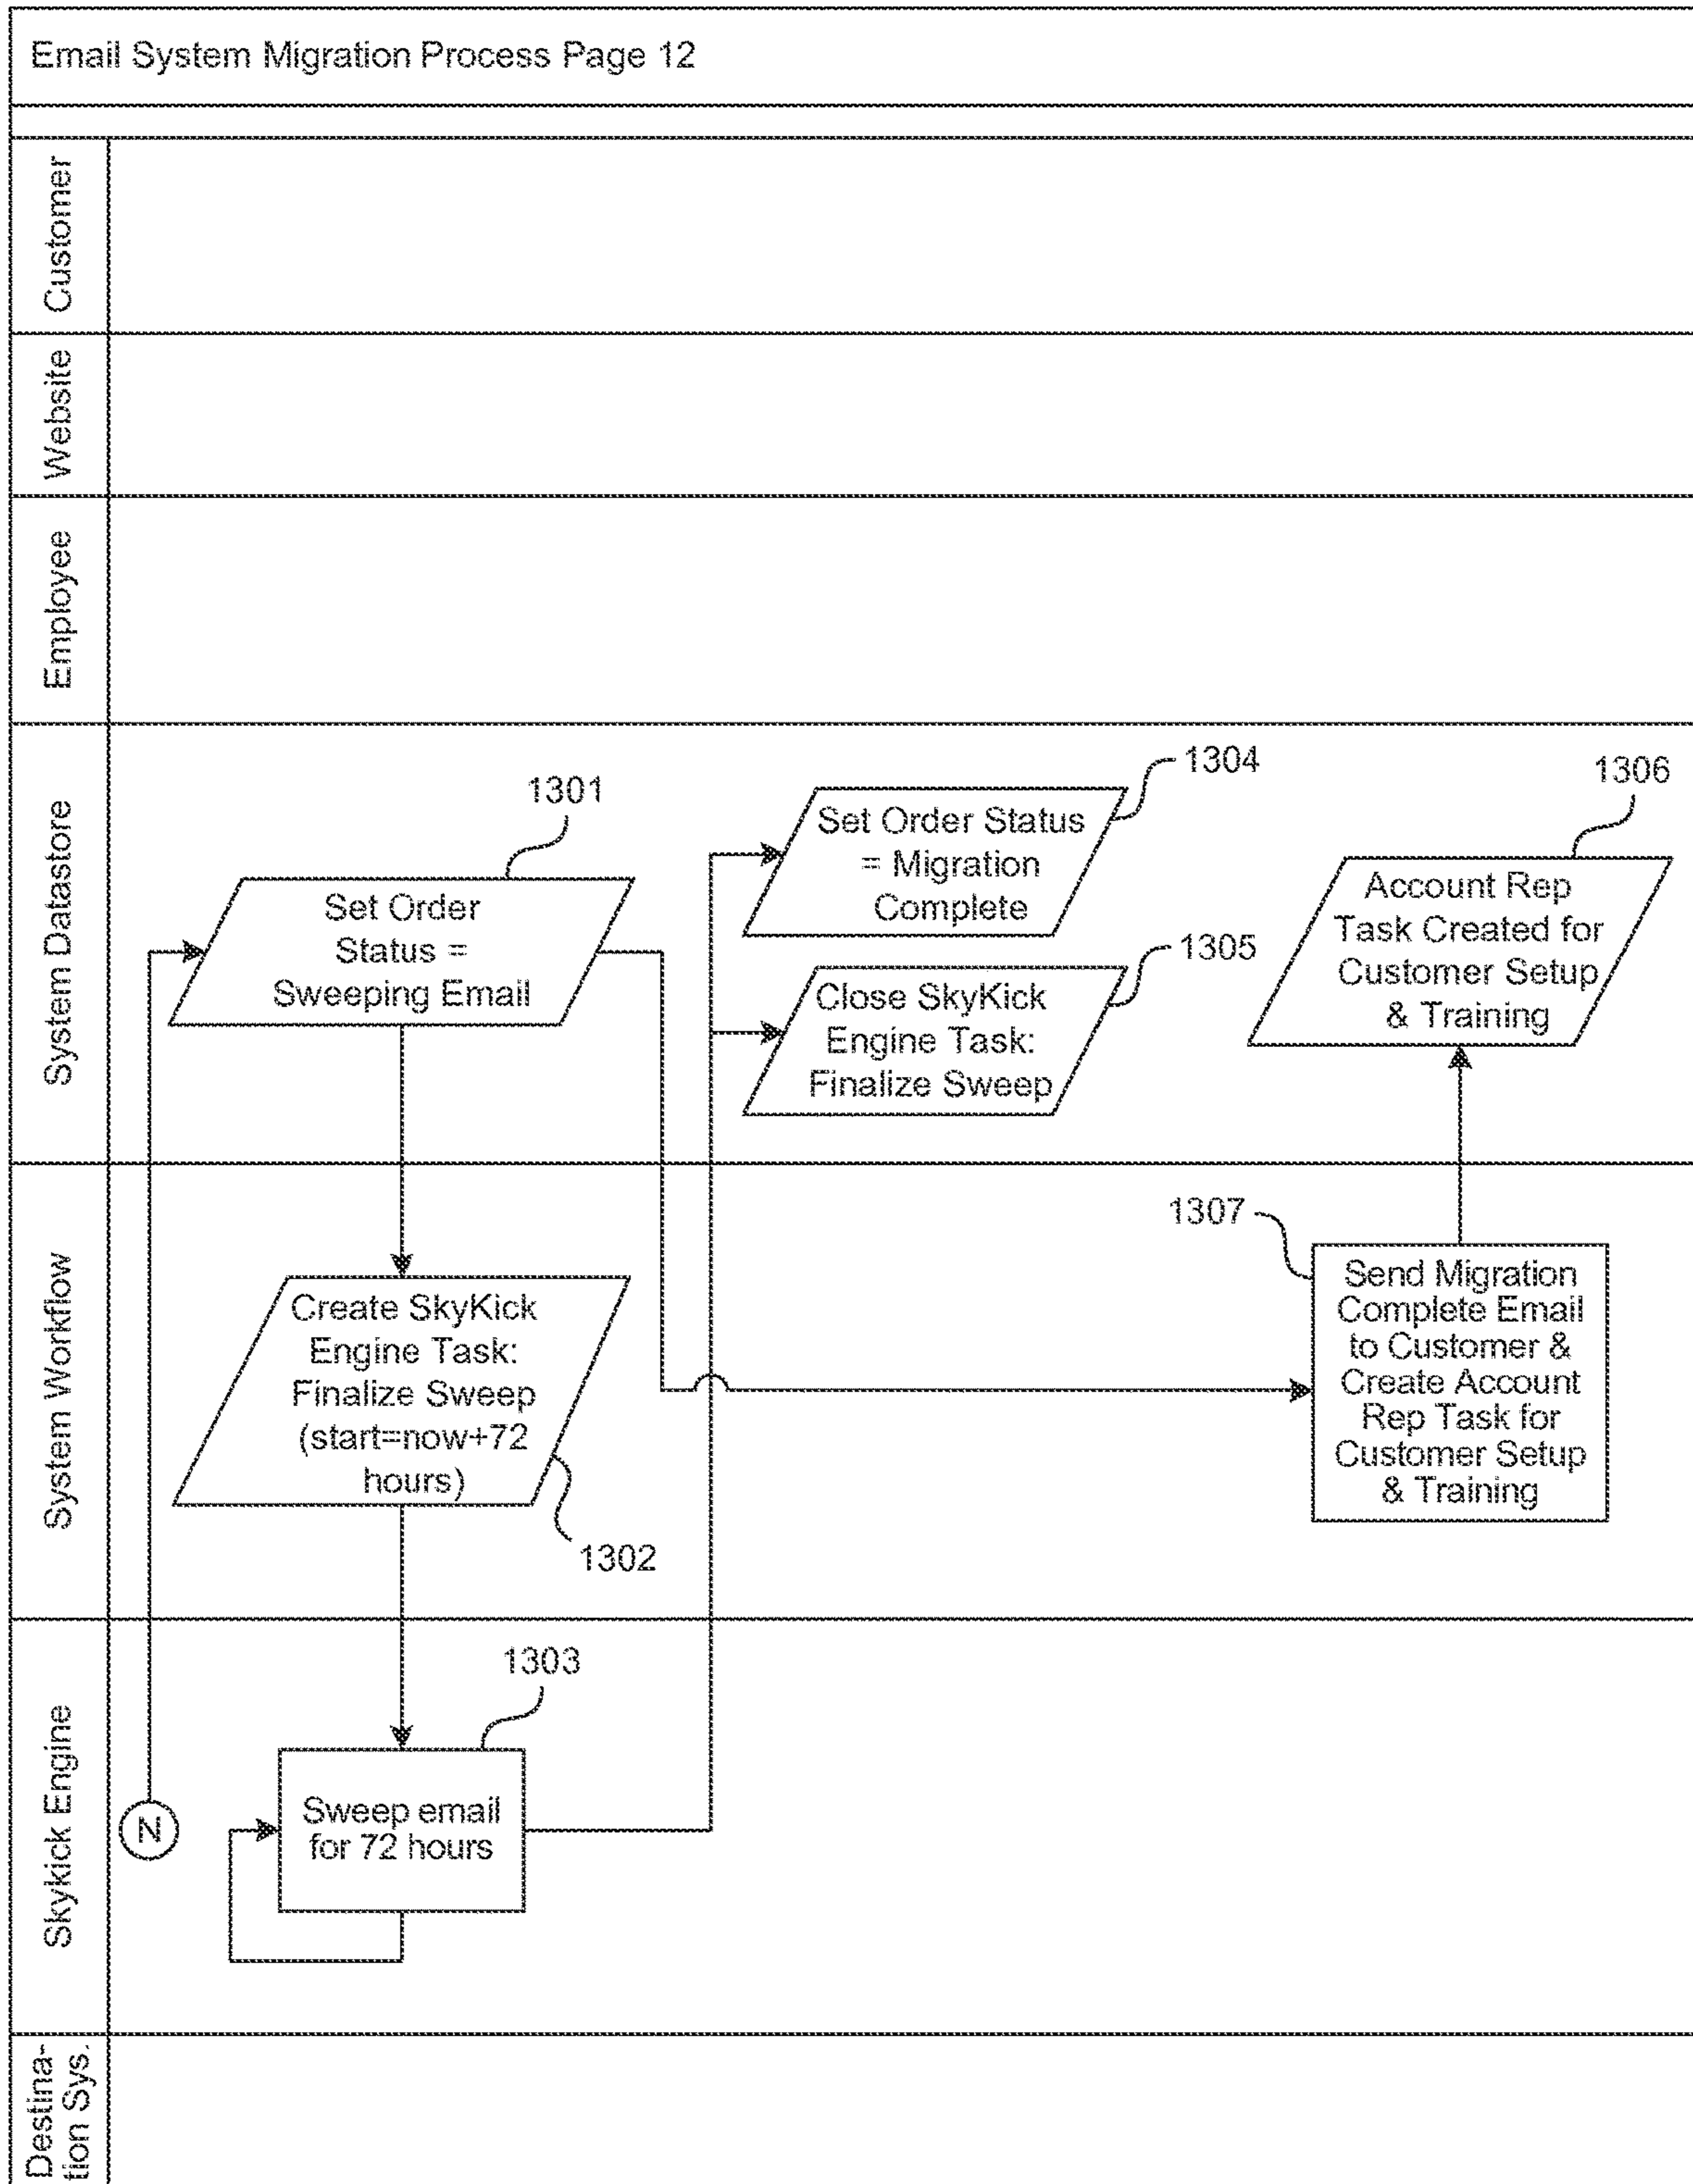 Email System Migration Process Page 12
Customer
Website
Employee
System Datastore
1301
Set Order
Status =
Sweeping Email
1304
Set Order Status
= Migration
Complete
1305
Close SkyKick
Engine Task:
Finalize Sweep
1306
Account Rep
Task Created for
Customer Setup
& Training
System Workflow
Create SkyKick
Engine Task:
Finalize Sweep
(start=now+72
hours)
1302
1307
Send Migration
Complete Email
to Customer &
Create Account
Rep Task for
Customer Setup
& Training
Skykick Engine
N
1303
Sweep email
for 72 hours
Destina-
tion Sys.